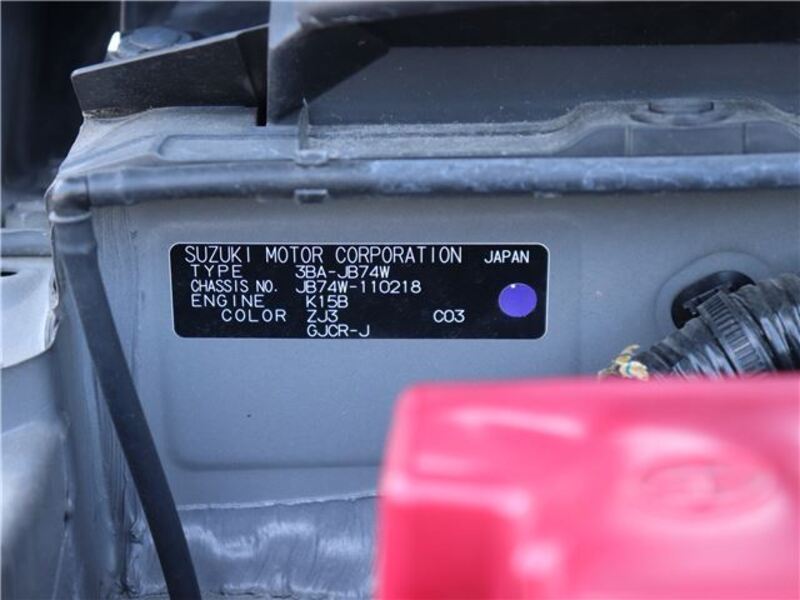 SUZUKI MOTOR CORPORATION JAPAN
TYPE 3BA-JB74W
CHASSIS NO. JB74W-110218
ENGINE K15B
COLOR ZJ3 C03
GJCR-J